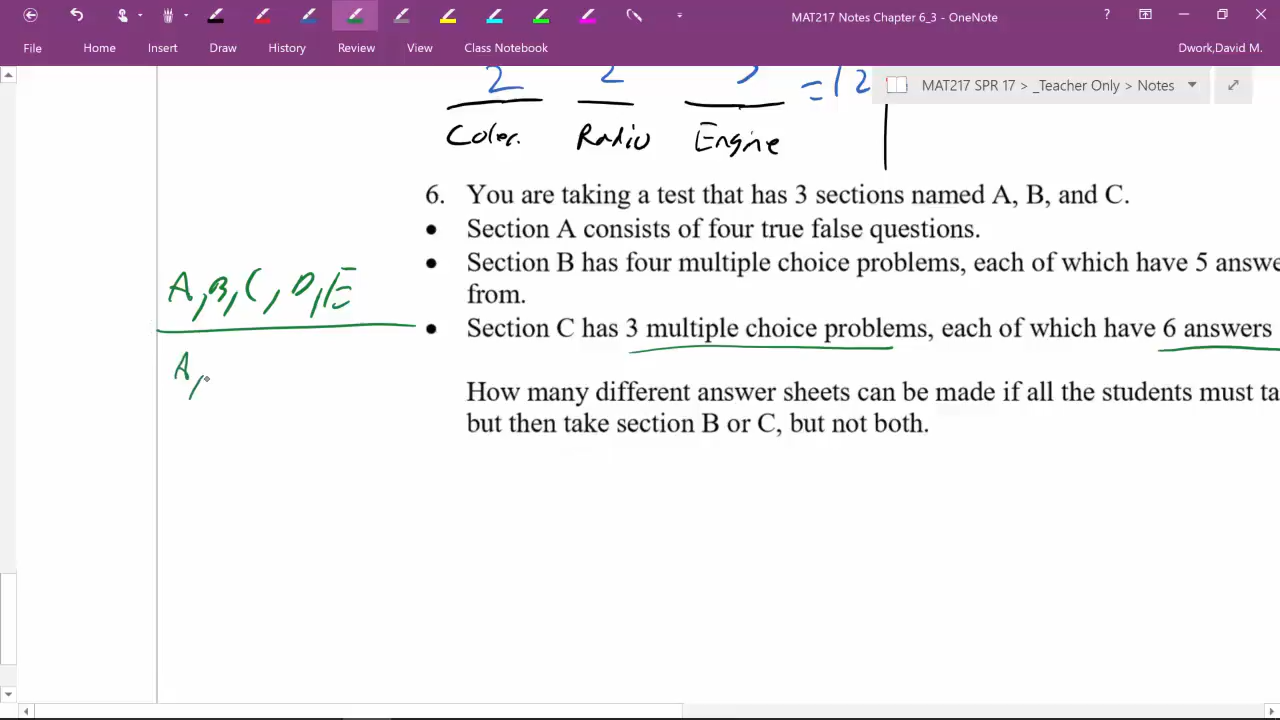 MAT217 Notes Chapter 6_3 - OneNote
?
File Home Insert Draw History Review View Class Notebook
Dwork,David M.
MAT217 SPR 17 > _Teacher Only > Notes
2 2 3 =12
Color. Radio Engine
6. You are taking a test that has 3 sections named A, B, and C.
• Section A consists of four true false questions.
• Section B has four multiple choice problems, each of which have 5 answe
from.
A, B, C, D, E
• Section C has 3 multiple choice problems, each of which have 6 answers
A,
How many different answer sheets can be made if all the students must ta
but then take section B or C, but not both.